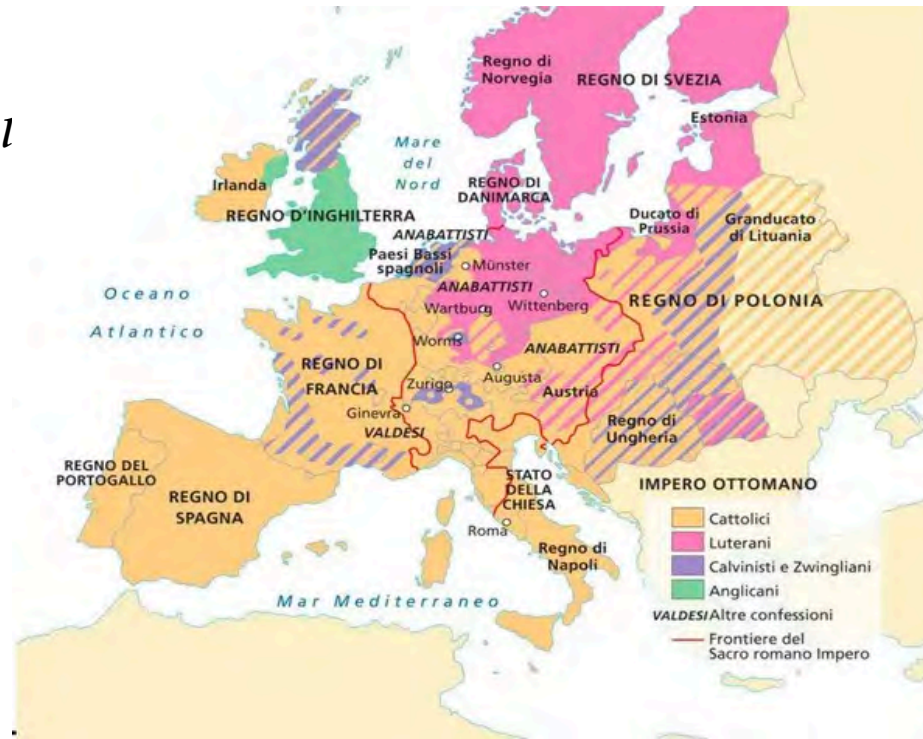 l
Regno di
Norvegia
REGNO DI SVEZIA
Estonia
Mare
del
Nord
Irlanda
REGNO D'INGHILTERRA
REGNO DI
DANIMARCA
Ducato di
Prussia
Granducato
di Lituania
ANABATTISTI
Paesi Bassi
spagnoli
Münster
ANABATTISTI
Wartburg
Wittenberg
REGNO DI POLONIA
Oceano
Atlantico
Worms
ANABATTISTI
REGNO DI
FRANCIA
Zurigo
Augusta
Austria
Ginevra
VALDESI
Regno di
Ungheria
REGNO DEL
PORTOGALLO
REGNO DI
SPAGNA
STATO
DELLA
CHIESA
Roma
Regno di
Napoli
Mar Mediterraneo
IMPERO OTTOMANO
Cattolici
Luterani
Calvinisti e Zwingliani
Anglicani
VALDESI Altre confessioni
Frontiere del
Sacro romano Impero